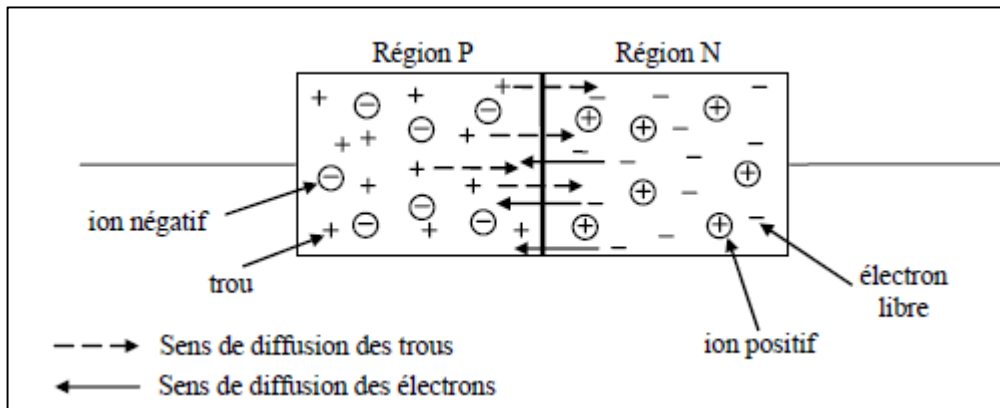 Région P Région N
ion négatif
trou
électron
libre
ion positif
Sens de diffusion des trous
Sens de diffusion des électrons